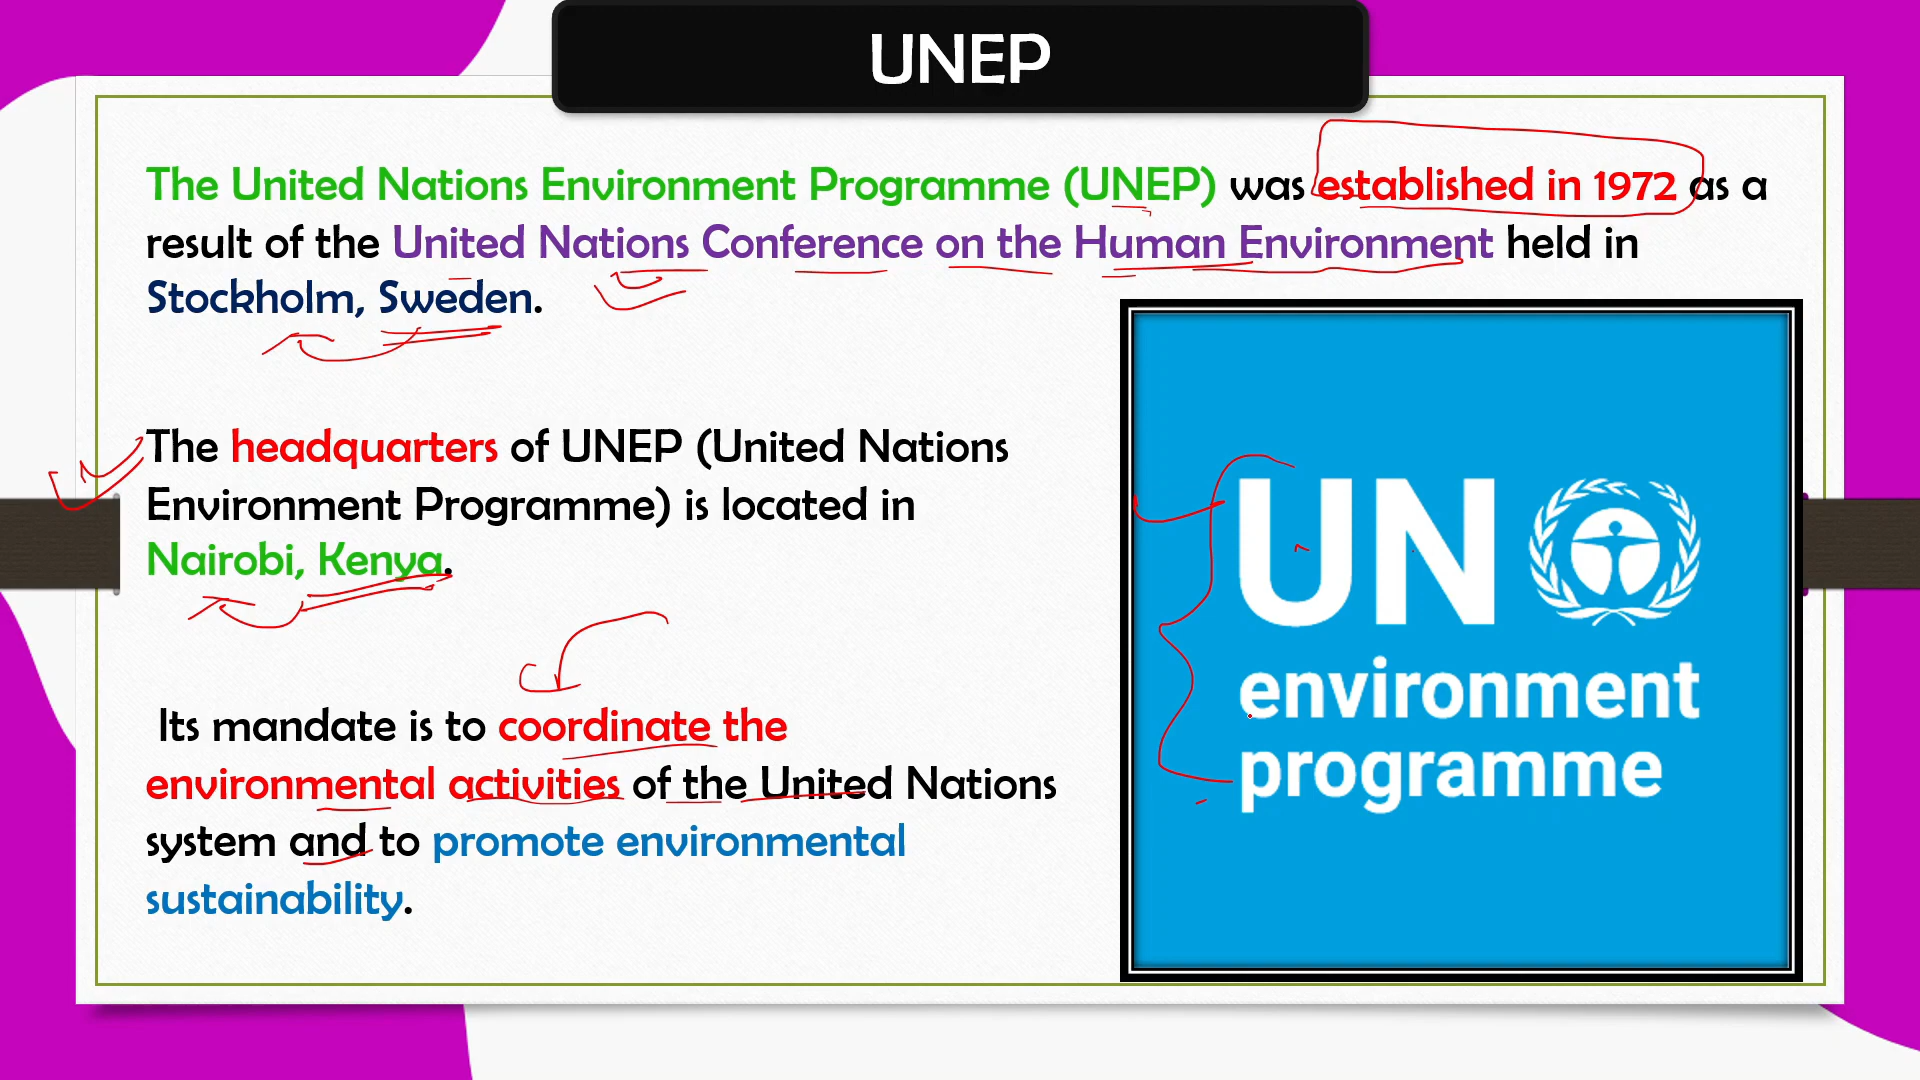 UNEP
The United Nations Environment Programme (UNEP) was established in 1972 as a
result of the United Nations Conference on the Human Environment held in
Stockholm, Sweden.
The headquarters of UNEP (United Nations
Environment Programme) is located in
Nairobi, Kenya.
Its mandate is to coordinate the
environmental activities of the United Nations
system and to promote environmental
sustainability.
UN
environment
programme